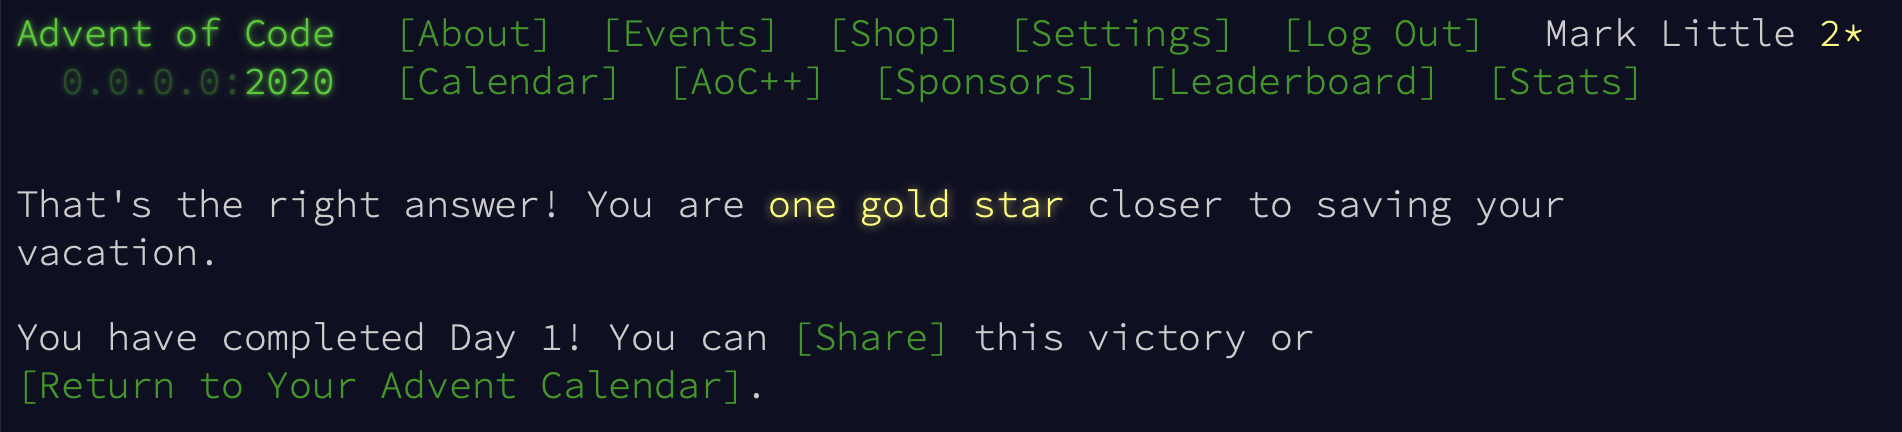 Advent of Code [About] [Events] [Shop] [Settings] [Log Out] Mark Little 2*
0.0.0.0:2020 [Calendar] [AoC++] [Sponsors] [Leaderboard] [Stats]
That's the right answer! You are one gold star closer to saving your
vacation.
You have completed Day 1! You can [Share] this victory or
[Return to Your Advent Calendar].